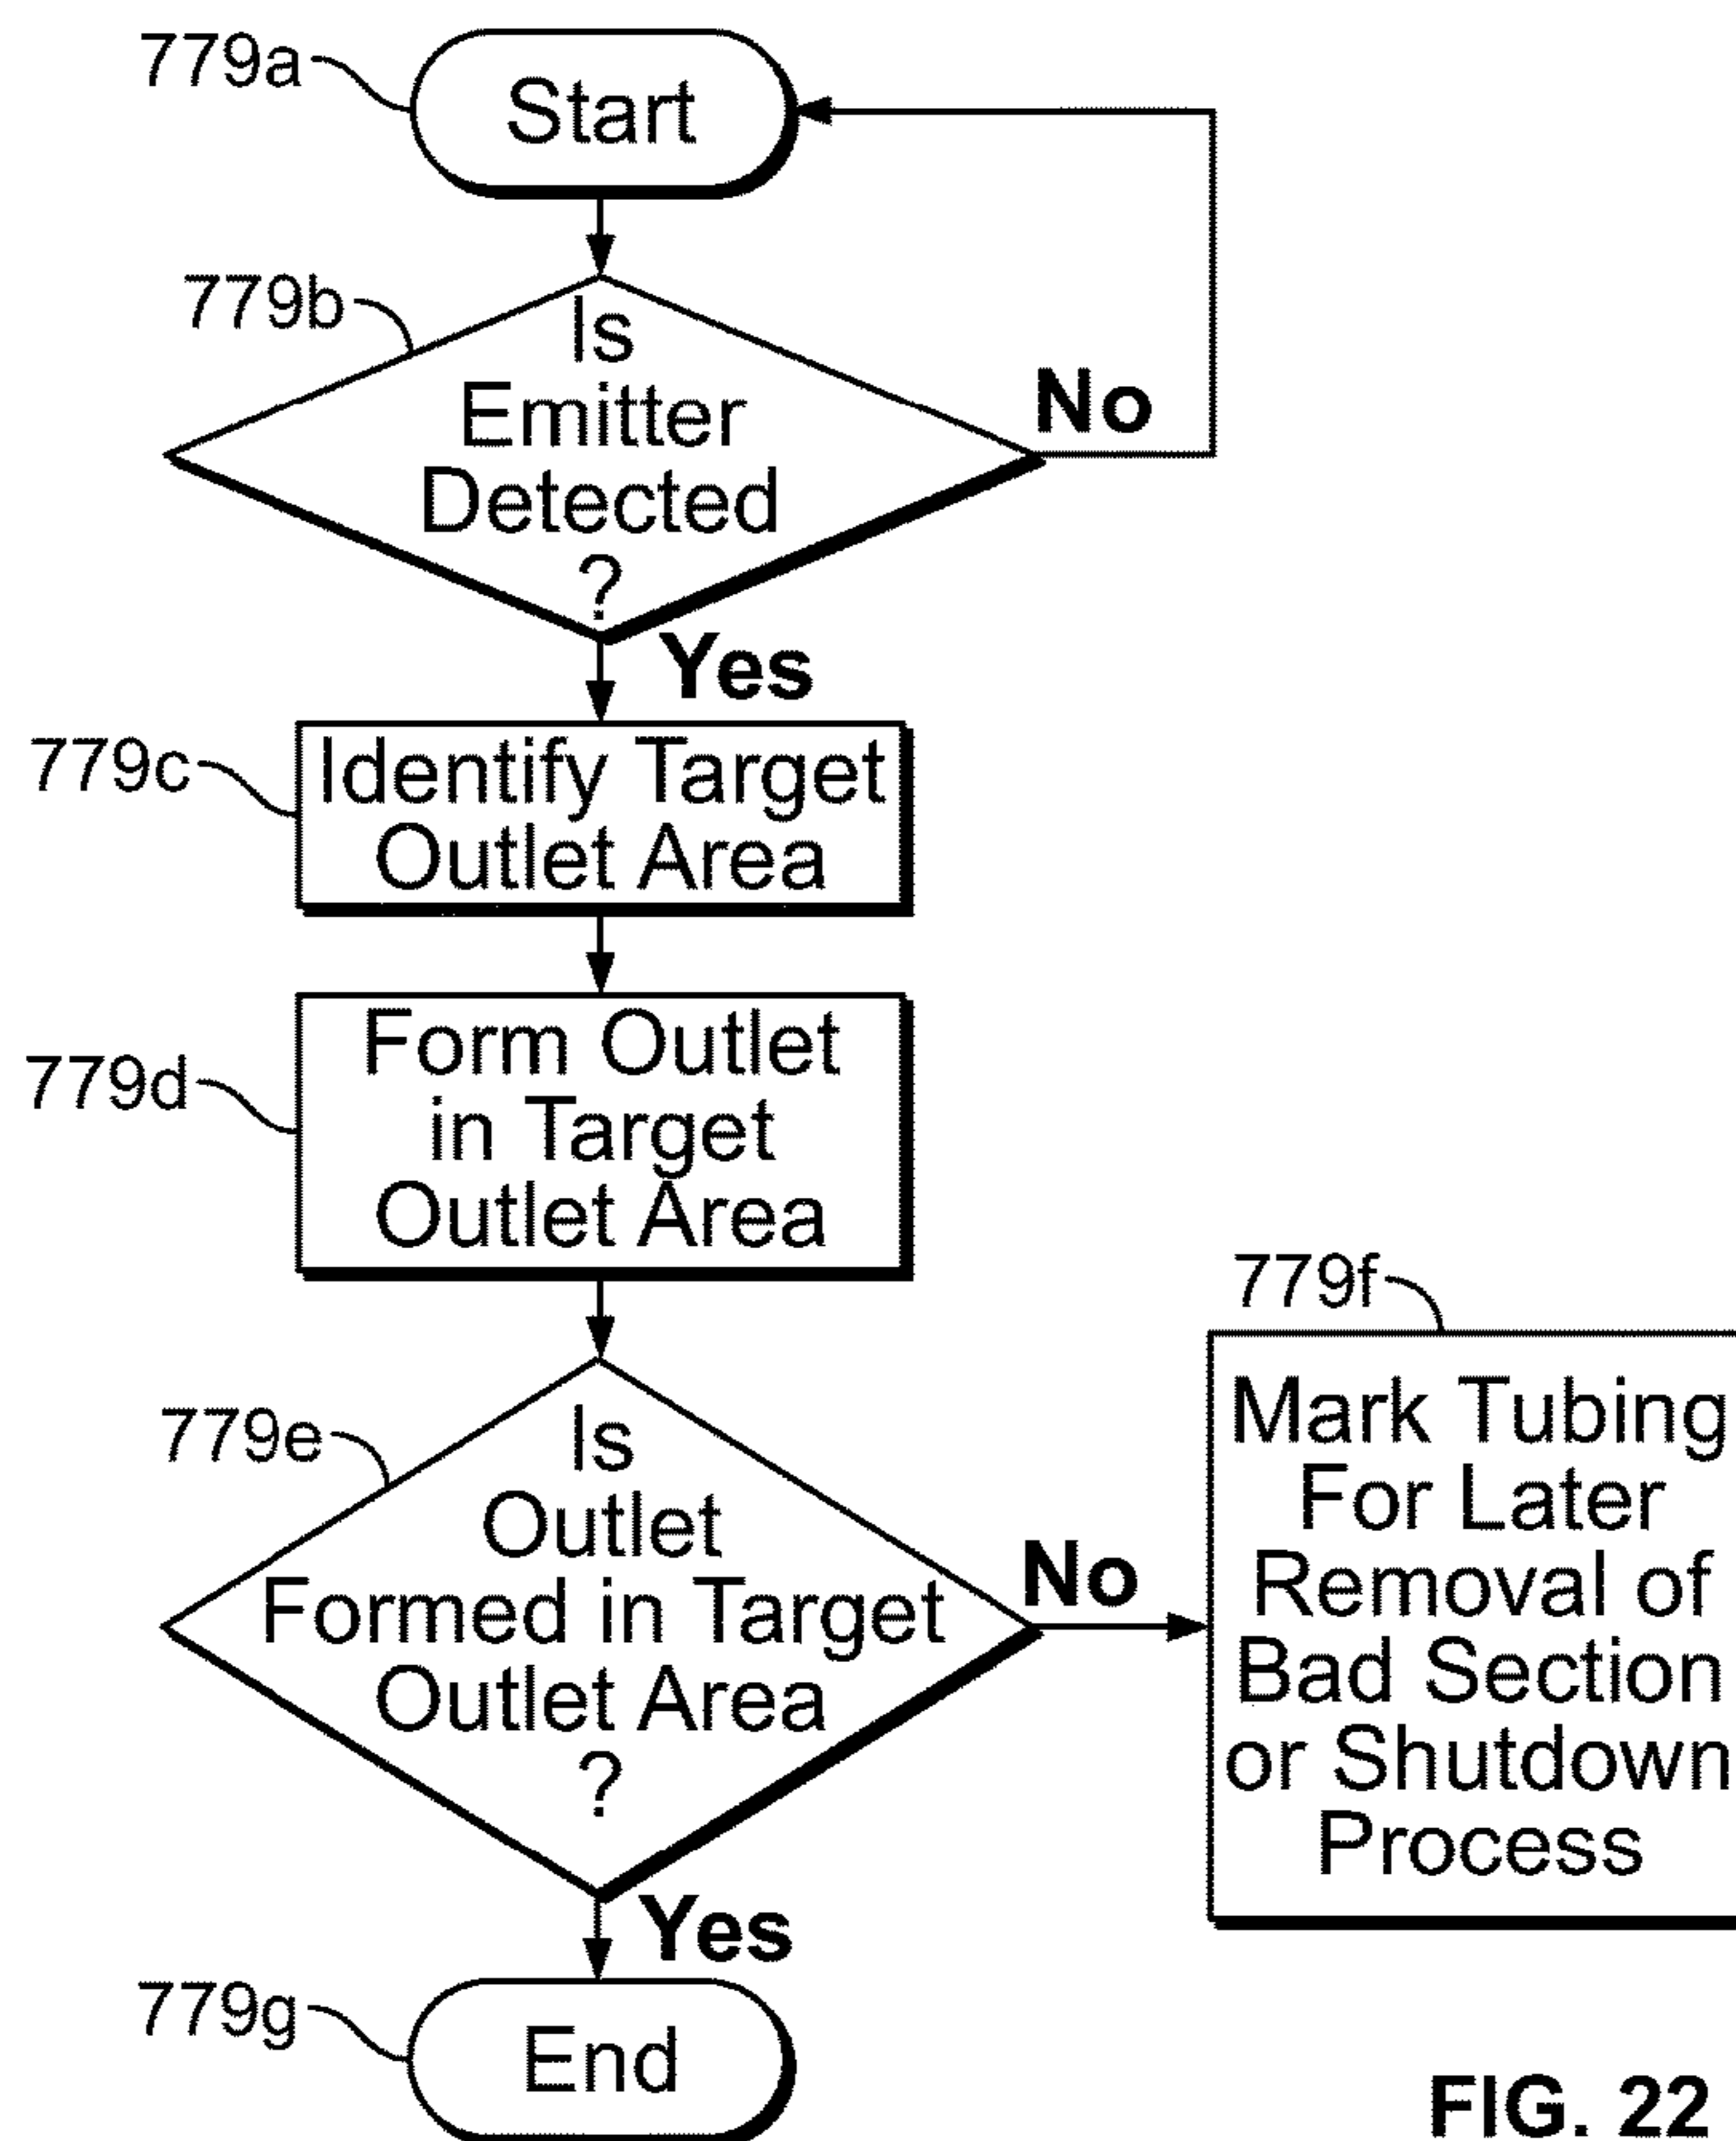 779a
Start
779b
Is
Emitter
Detected
?
No
Yes
779c
Identify Target
Outlet Area
779d
Form Outlet
in Target
Outlet Area
779e
Is
Outlet
Formed in Target
Outlet Area
?
No
779f
Mark Tubing
For Later
Removal of
Bad Section
or Shutdown
Process
Yes
779g
End
FIG. 22